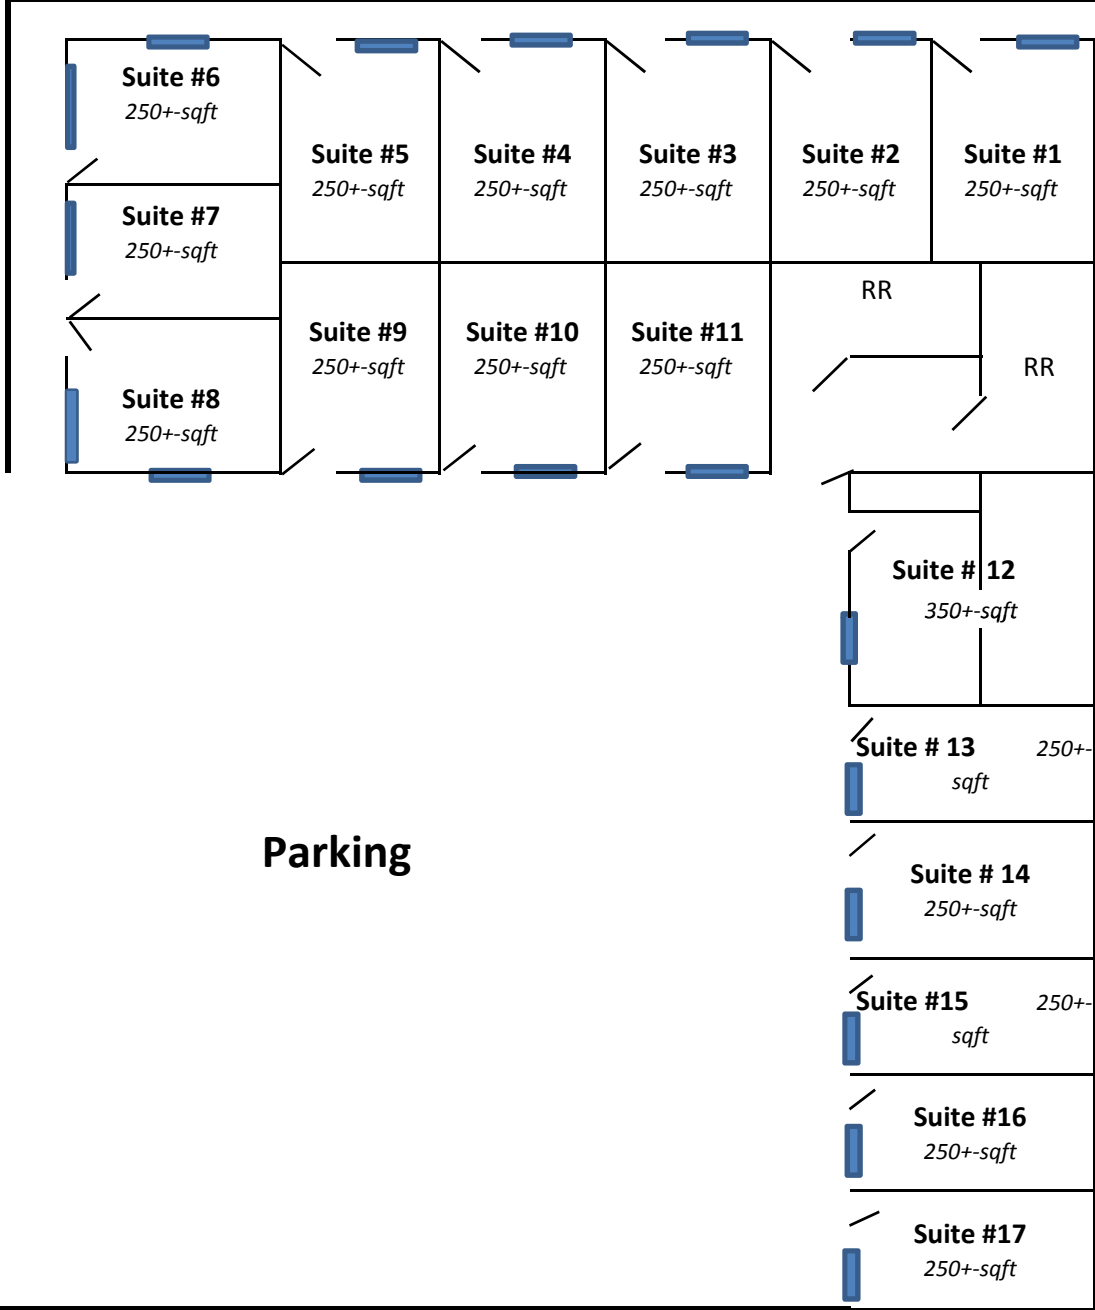 Suite #6
250+-sqft
Suite #5
250+-sqft
Suite #4
250+-sqft
Suite #3
250+-sqft
Suite #2
250+-sqft
Suite #1
250+-sqft
Suite #7
250+-sqft
RR
RR
Suite #8
250+-sqft
Suite #9
250+-sqft
Suite #10
250+-sqft
Suite #11
250+-sqft
Suite # 12
350+-sqft
Suite # 13 250+-
sqft
Parking
Suite # 14
250+-sqft
Suite #15 250+-
sqft
Suite #16
250+-sqft
Suite #17
250+-sqft